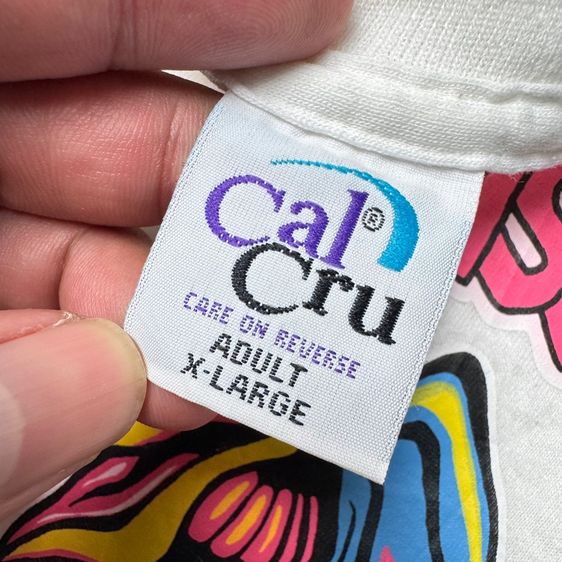 Cal®
Cru
CARE ON REVERSE
ADULT
X-LARGE